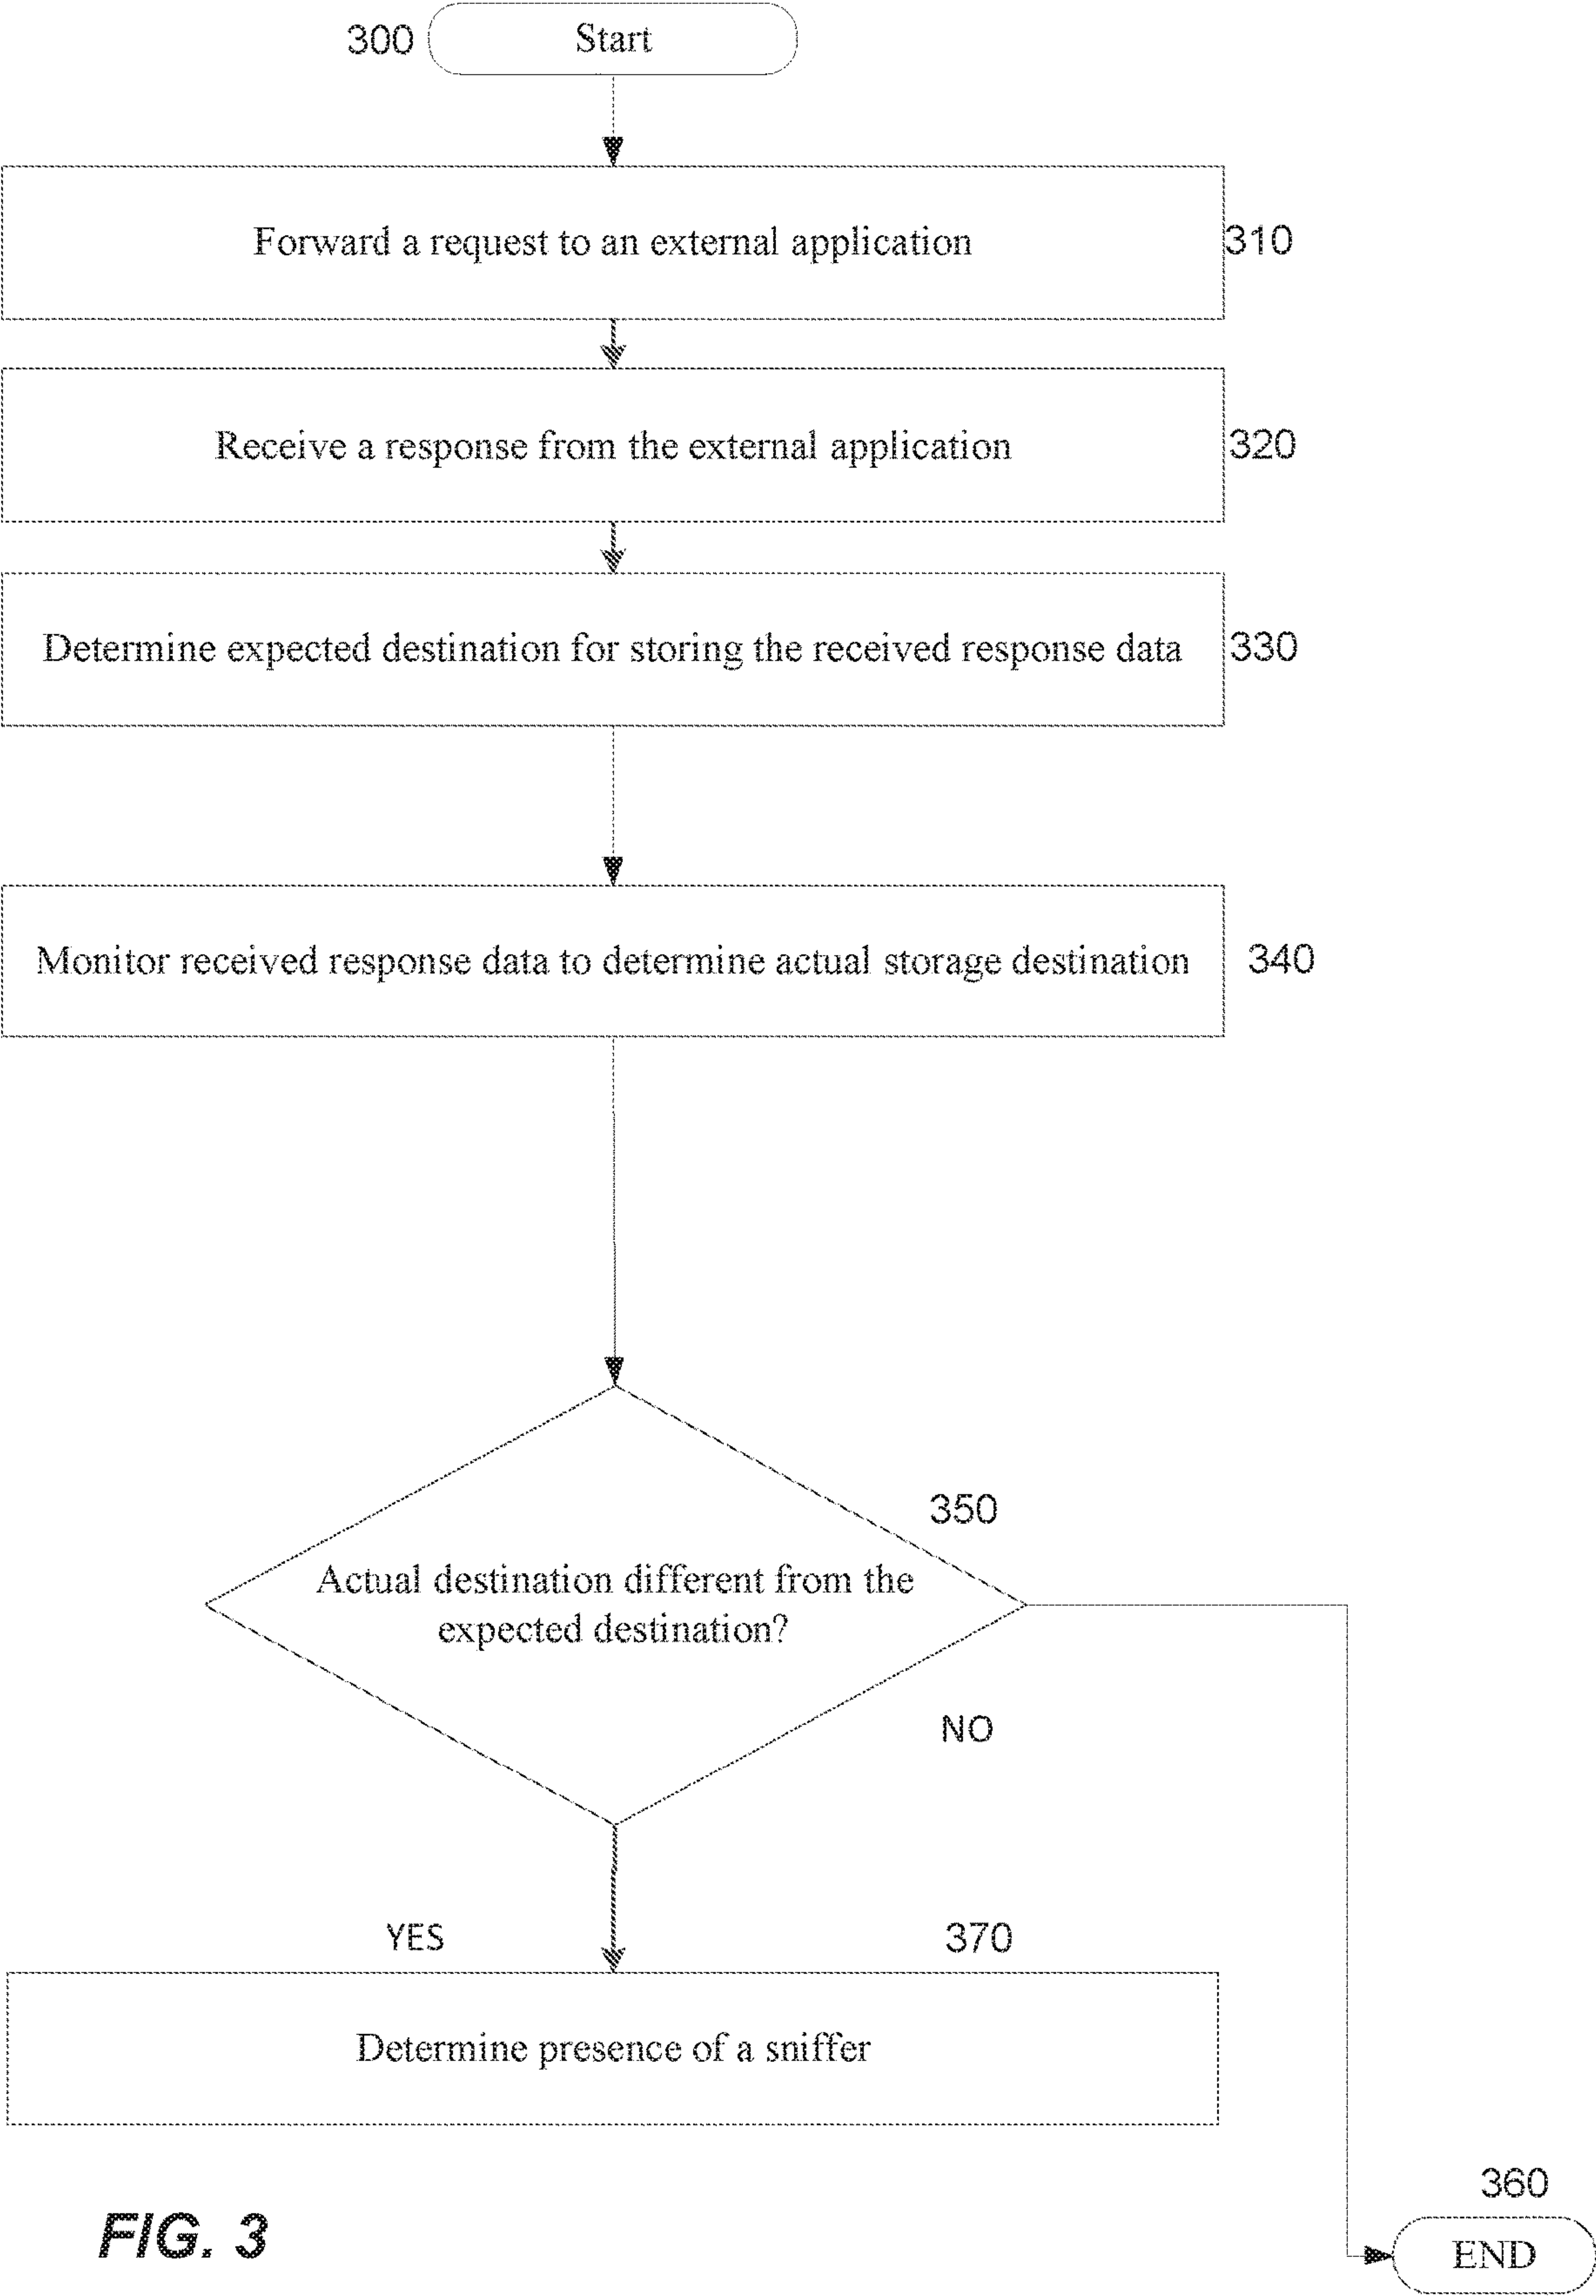 300 Start
Forward a request to an external application 310
Receive a response from the external application 320
Determine expected destination for storing the received response data 330
Monitor received response data to determine actual storage destination 340
350
Actual destination different from the
expected destination?
NO
YES
370
Determine presence of a sniffer
360
END
FIG. 3